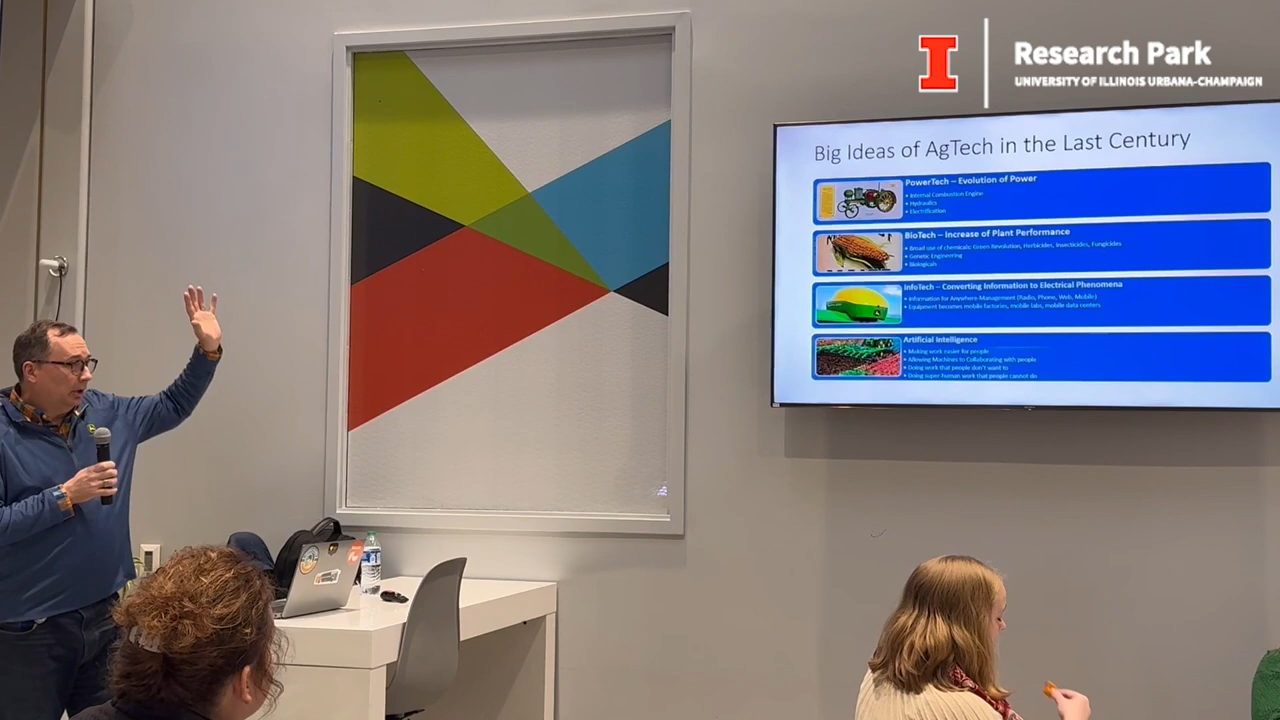 I
Research Park
UNIVERSITY OF ILLINOIS URBANA-CHAMPAIGN
Big Ideas of AgTech in the Last Century
PowerTech – Evolution of Power
• Internal Combustion Engine
• Hydraulics
• Electrification
BioTech – Increase of Plant Performance
• Broad use of chemicals: Green Revolution, Herbicides, Insecticides, Fungicides
• Genetic Engineering
• Biologicals
InfoTech – Converting Information to Electrical Phenomena
• Information for Anywhere-Management (Radio, Phone, Web, Mobile)
• Equipment becomes mobile factories, mobile labs, mobile data centers
Artificial Intelligence
• Making work easier for people
• Allowing Machines to Collaborating with people
• Doing work that people don't want to
• Doing super-human work that people cannot do